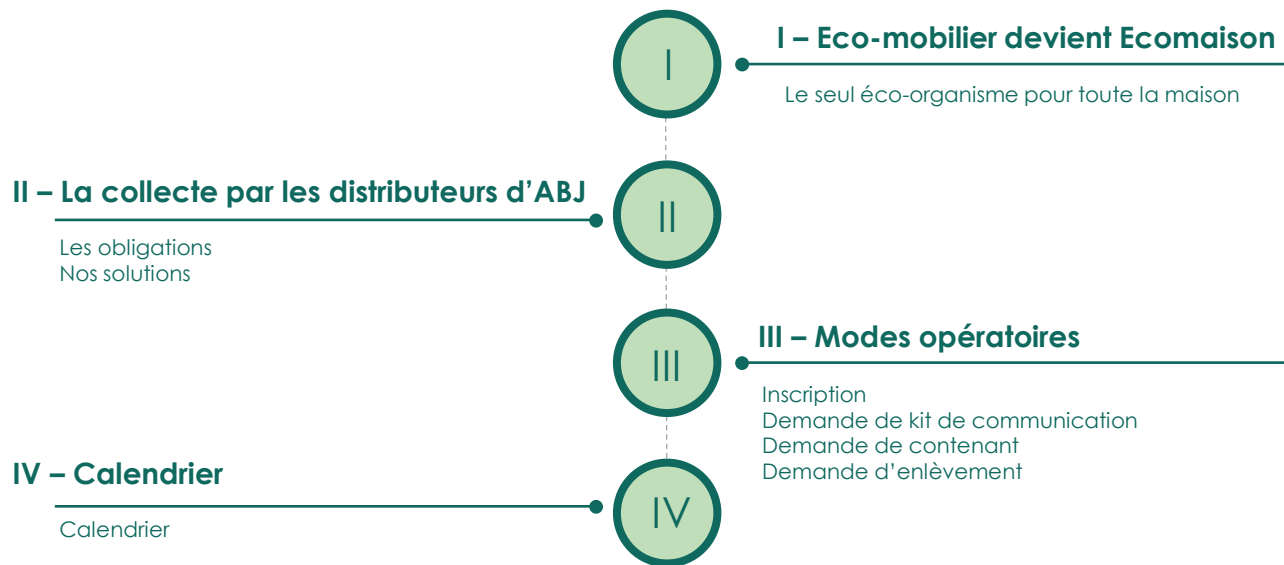 I
I – Eco-mobilier devient Ecomaison
Le seul éco-organisme pour toute la maison
II – La collecte par les distributeurs d’ABJ
II
Les obligations
Nos solutions
III – Modes opératoires
III
Inscription
Demande de kit de communication
Demande de contenant
Demande d’enlèvement
IV – Calendrier
IV
Calendrier